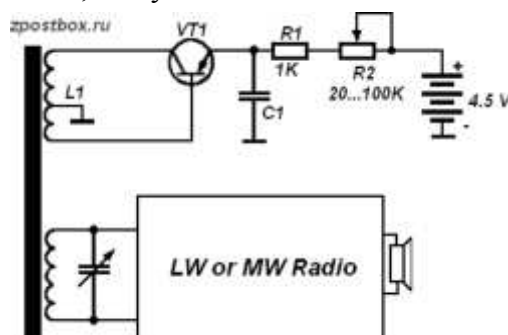 zpostbox.ru
VT1
R1
1K
R2
20...100K
L1
C1
+
4.5 V
-
LW or MW Radio